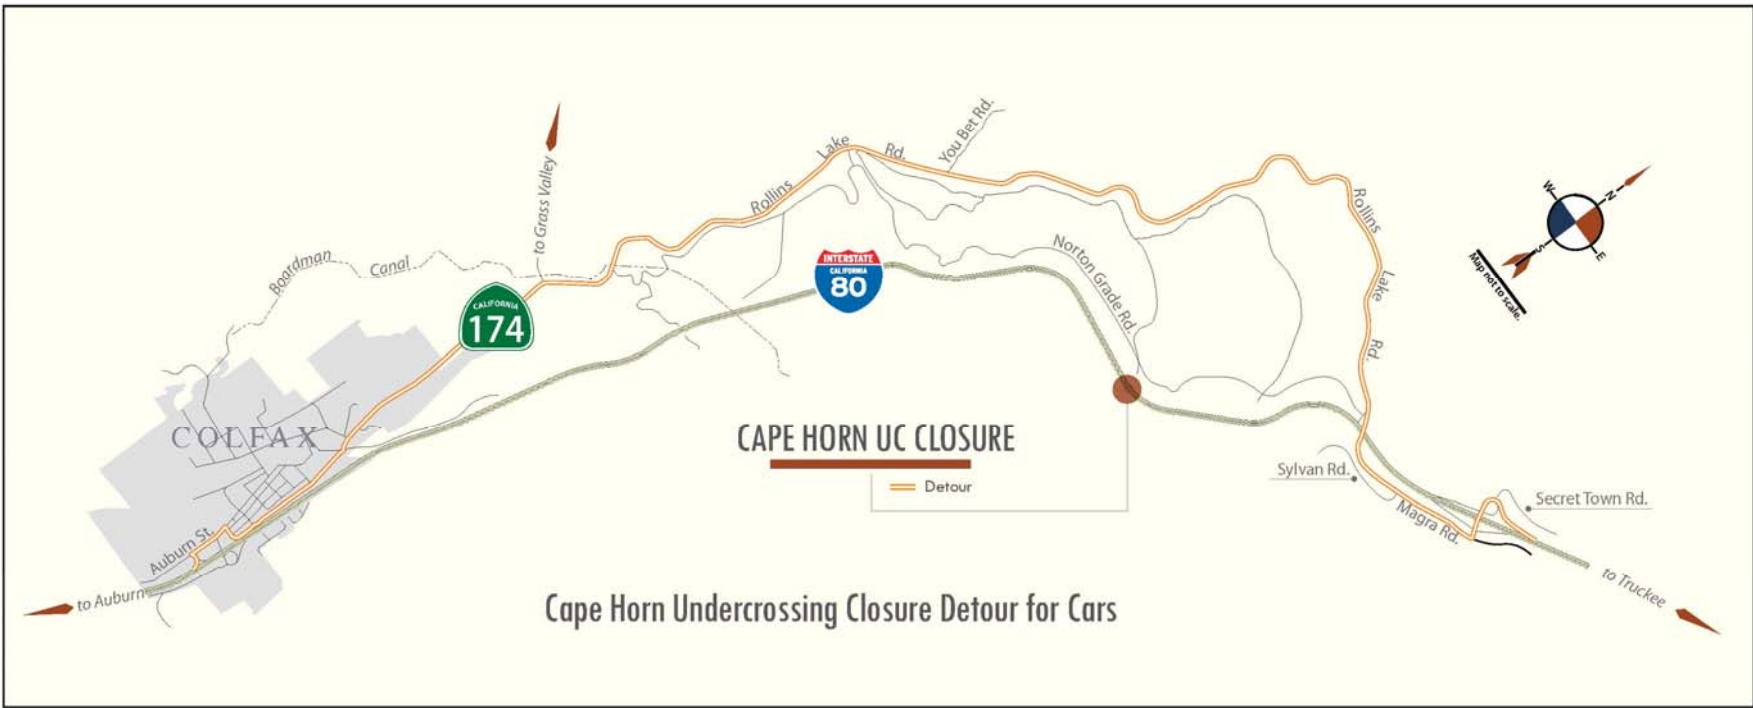 You Bet Rd.
Lake
Rd.
to Grass Valley
Rollins
Rollins
W
N
S
E
Map not to scale.
Boardman
Canal
Norton Grade Rd.
INTERSTATE
CALIFORNIA
80
Lake
CALIFORNIA
174
Rd.
COLFAX
CAPE HORN UC CLOSURE
Detour
Sylvan Rd.
Secret Town Rd.
Magra Rd.
Auburn St.
to Auburn
to Truckee
Cape Horn Undercrossing Closure Detour for Cars